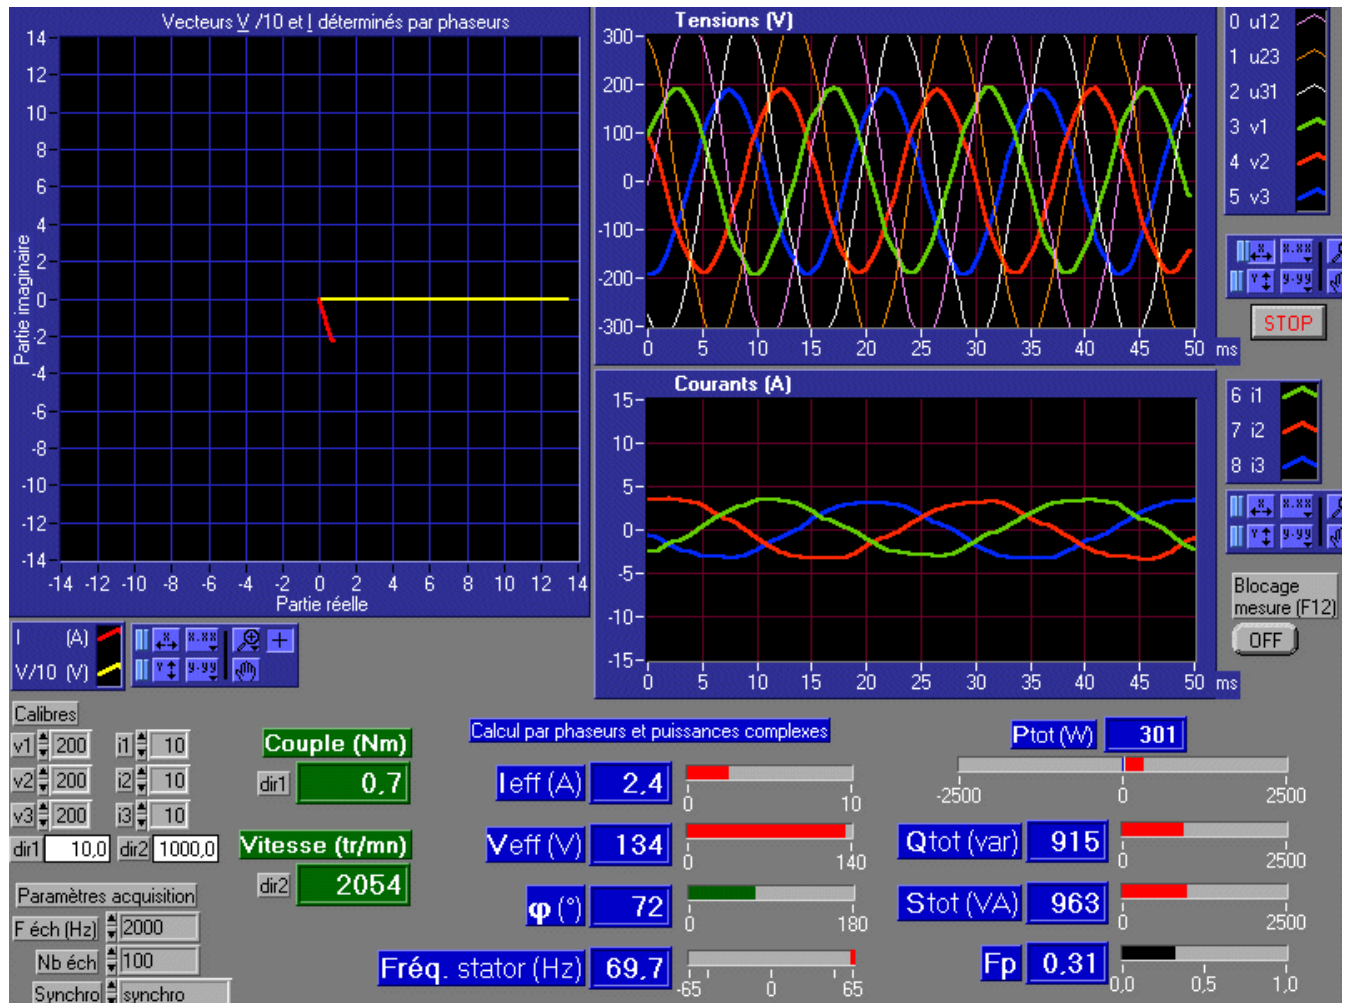 Vecteurs V /10 et I déterminés par phaseurs
14
12
10
8
6
4
2
0
-2
-4
-6
-8
-10
-12
-14
Partie imaginaire
-14 -12 -10 -8 -6 -4 -2 0 2 4 6 8 10 12 14
Partie réelle
I (A)
V/10 (V)
Tensions (V)
300
200
100
0
-100
-200
-300
0 5 10 15 20 25 30 35 40 45 50 ms
0 u12
1 u23
2 u31
3 v1
4 v2
5 v3
STOP
Courants (A)
15
10
5
0
-5
-10
-15
0 5 10 15 20 25 30 35 40 45 50 ms
6 i1
7 i2
8 i3
Blocage
mesure (F12)
OFF
Calibres
v1 200 i1 10
v2 200 i2 10
v3 200 i3 10
dir1 10,0 dir2 1000,0
Paramètres acquisition
F éch (Hz) 2000
Nb éch 100
Synchro synchro
Couple (Nm)
dir1 0,7
Vitesse (tr/mn)
dir2 2054
Calcul par phaseurs et puissances complexes
Ieff (A) 2,4
0 10
Veff (V) 134
0 140
φ (°) 72
0 180
Fréq. stator (Hz) 69,7
-65 0 65
Ptot (W) 301
-2500 0 2500
Qtot (var) 915
0 2500
Stot (VA) 963
0 2500
Fp 0,31
0,0 0,5 1,0